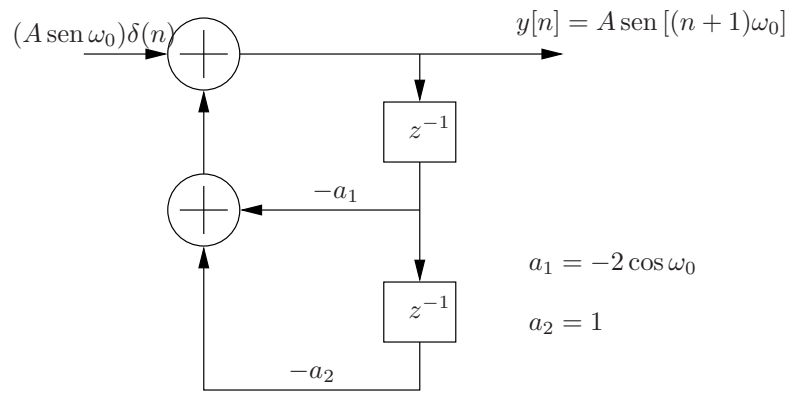 (A sen ω₀)δ(n)
y[n] = A sen [(n + 1)ω₀]
z⁻¹
−a₁
a₁ = −2 cos ω₀
z⁻¹
a₂ = 1
−a₂